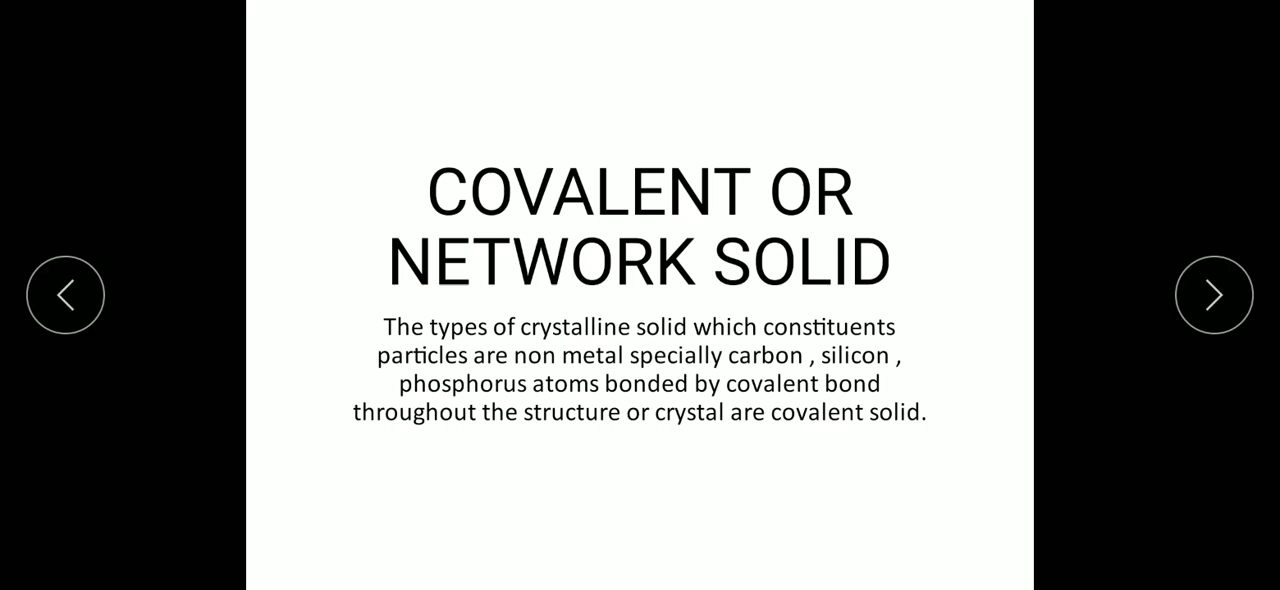 COVALENT OR
NETWORK SOLID
The types of crystalline solid which constituents
particles are non metal specially carbon , silicon ,
phosphorus atoms bonded by covalent bond
throughout the structure or crystal are covalent solid.